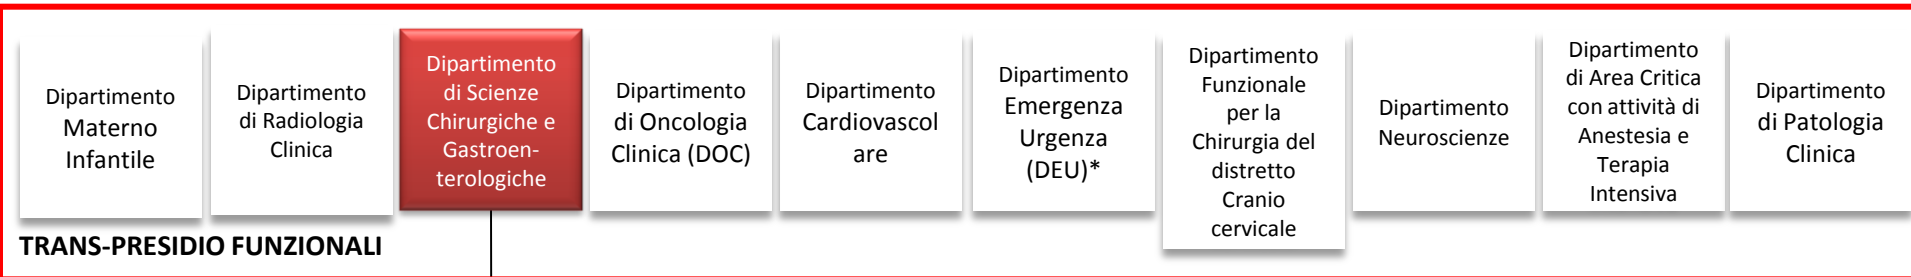 Dipartimento
Materno
Infantile
Dipartimento
di Radiologia
Clinica
Dipartimento
di Scienze
Chirurgiche e
Gastroen-
terologiche
Dipartimento
di Oncologia
Clinica (DOC)
Dipartimento
Cardiovascol
are
Dipartimento
Emergenza
Urgenza
(DEU)*
Dipartimento
Funzionale
per la
Chirurgia del
distretto
Cranio
cervicale
Dipartimento
Neuroscienze
Dipartimento
di Area Critica
con attività di
Anestesia e
Terapia
Intensiva
Dipartimento
di Patologia
Clinica
TRANS-PRESIDIO FUNZIONALI